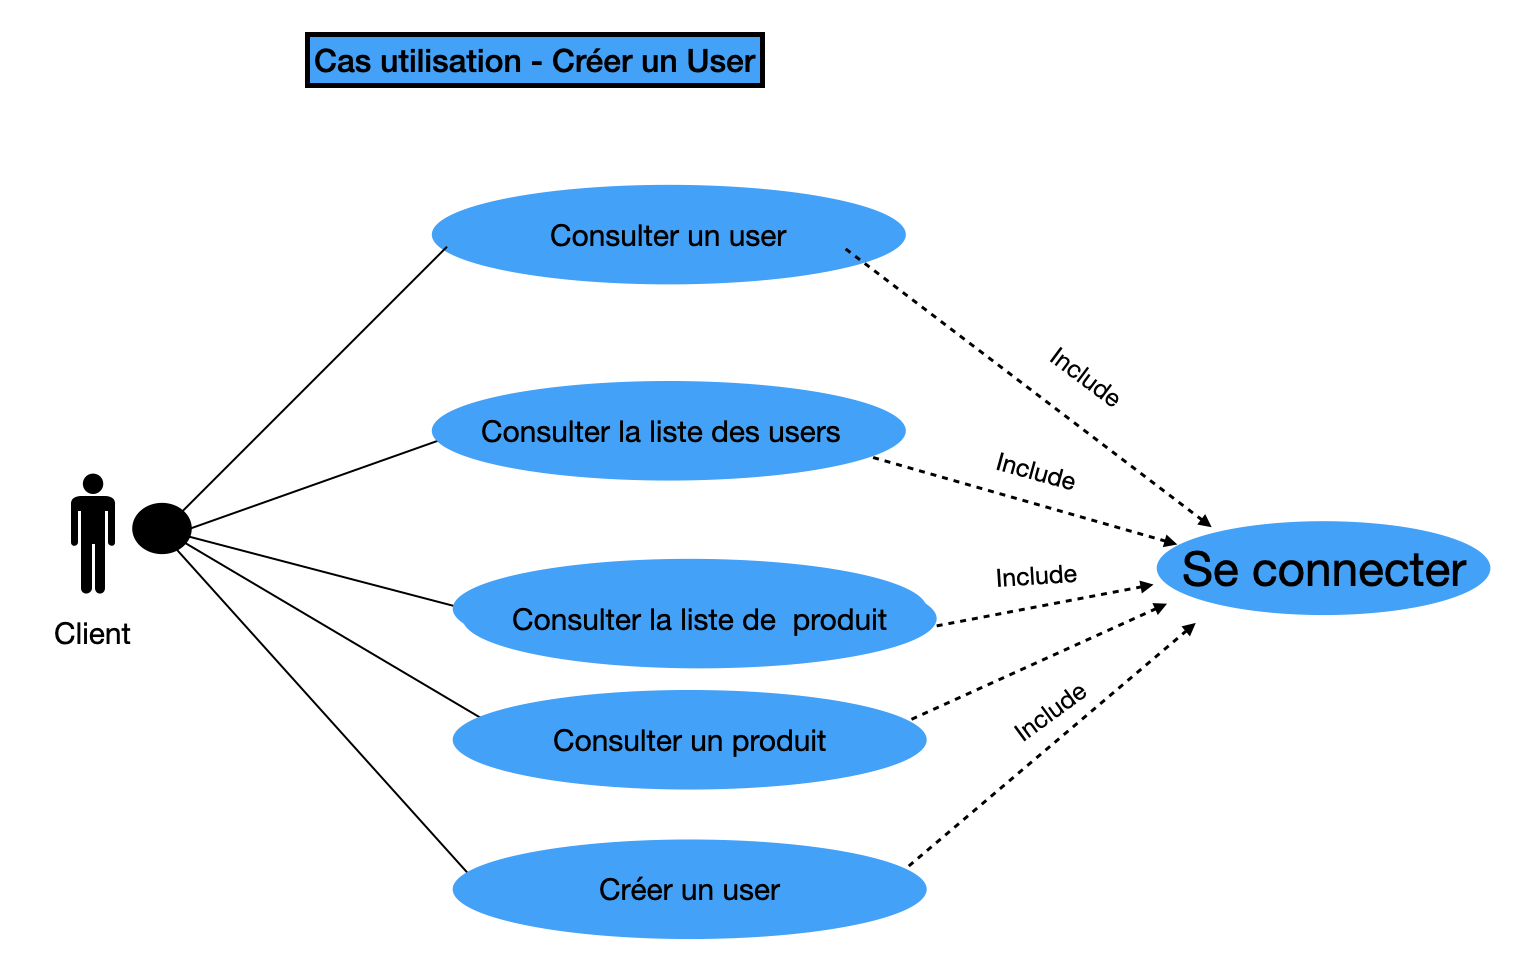 Cas utilisation - Créer un User
Consulter un user
Include
Consulter la liste des users
Include
Se connecter
Include
Consulter la liste de  produit
Client
Include
Consulter un produit
Créer un user